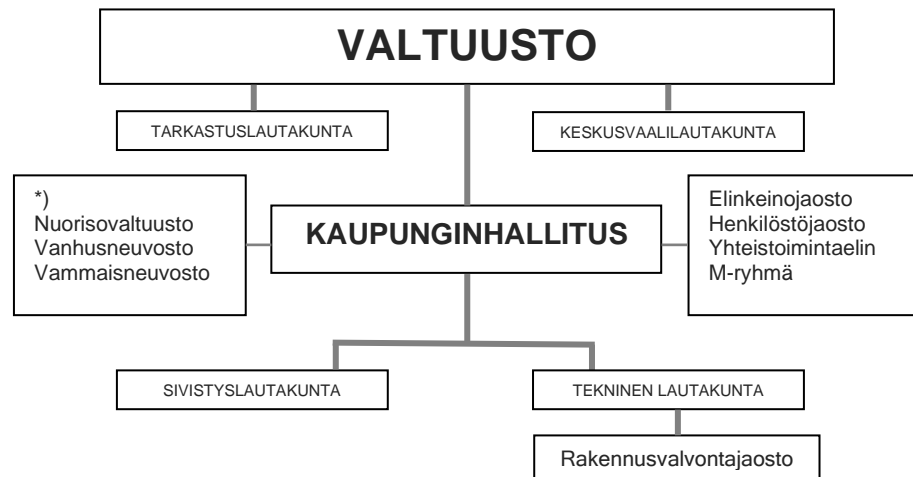 VALTUUSTO
TARKASTUSLAUTAKUNTA
KESKUSVAALILAUTAKUNTA
*)
Nuorisovaltuusto
Vanhusneuvosto
Vammaisneuvosto
KAUPUNGINHALLITUS
Elinkeinojaosto
Henkilöstöjaosto
Yhteistoimintaelin
M-ryhmä
SIVISTYSLAUTAKUNTA
TEKNINEN LAUTAKUNTA
Rakennusvalvontajaosto